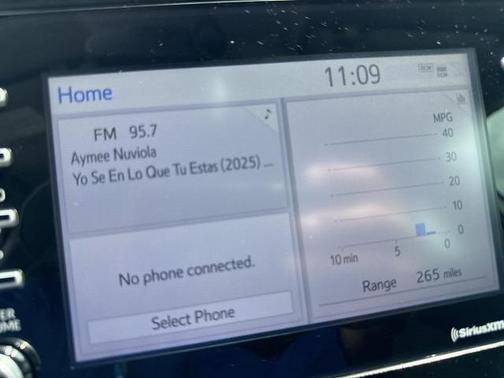 Home
11:09
FM 95.7
Aymee Nuviola
Yo Se En Lo Que Tu Estas (2025) ...
No phone connected.
Select Phone
MPG
40
30
20
10
0
10 min 5 0
Range 265 miles
SiriusXM